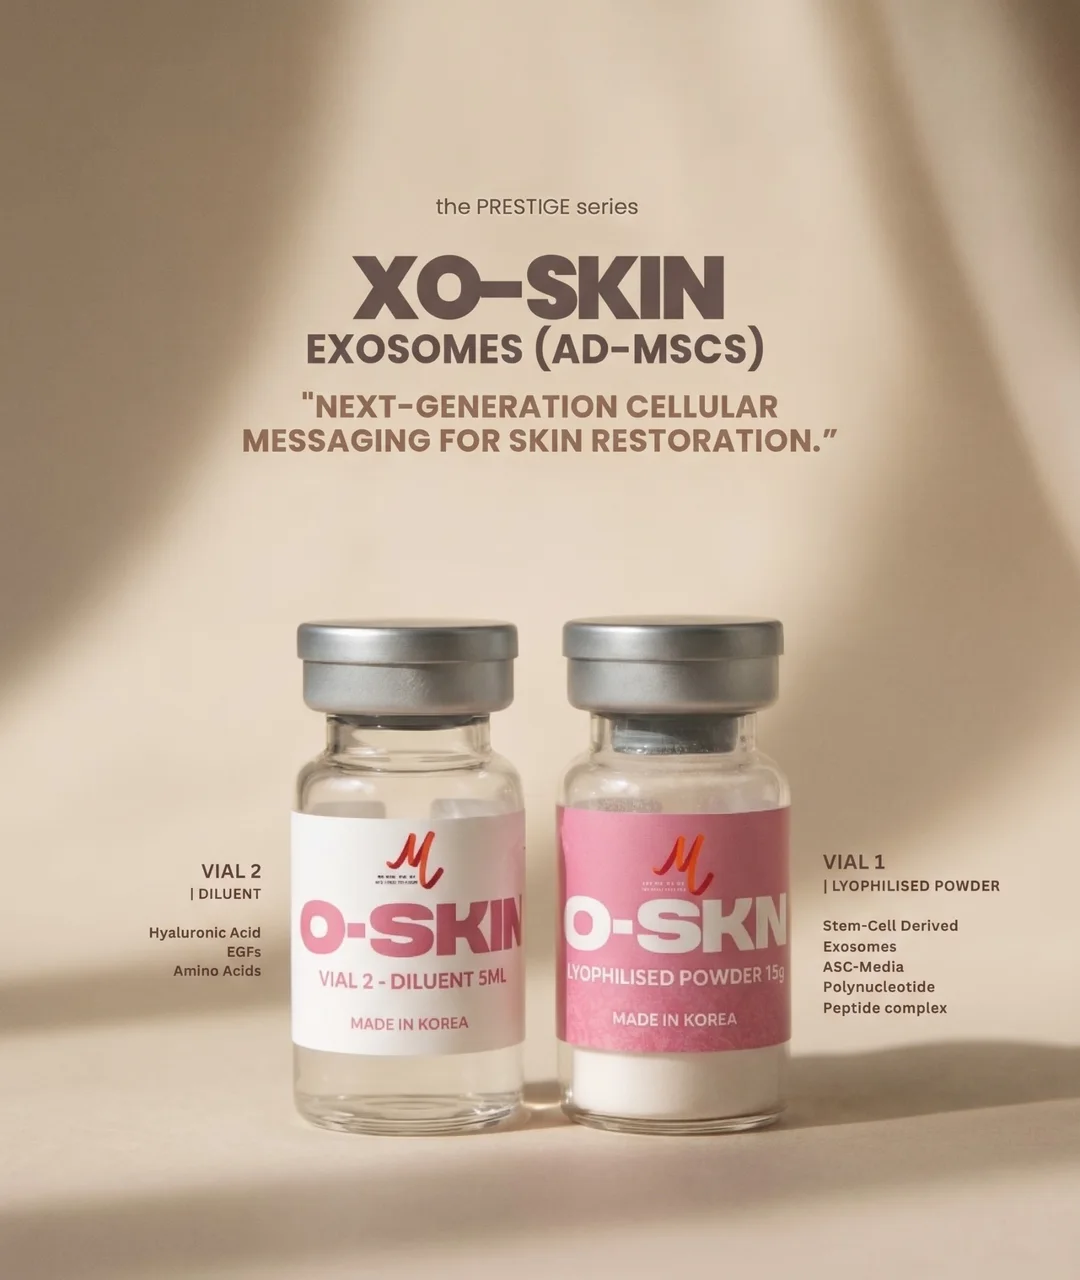 the PRESTIGE series
XO-SKIN
EXOSOMES (AD-MSCS)
"NEXT-GENERATION CELLULAR
MESSAGING FOR SKIN RESTORATION.”
VIAL 2
| DILUENT
Hyaluronic Acid
EGFs
Amino Acids
M
O-SKIN
VIAL 2 - DILUENT 5ML
MADE IN KOREA
M
O-SKN
LYOPHILISED POWDER 15g
MADE IN KOREA
VIAL 1
| LYOPHILISED POWDER
Stem-Cell Derived
Exosomes
ASC-Media
Polynucleotide
Peptide complex